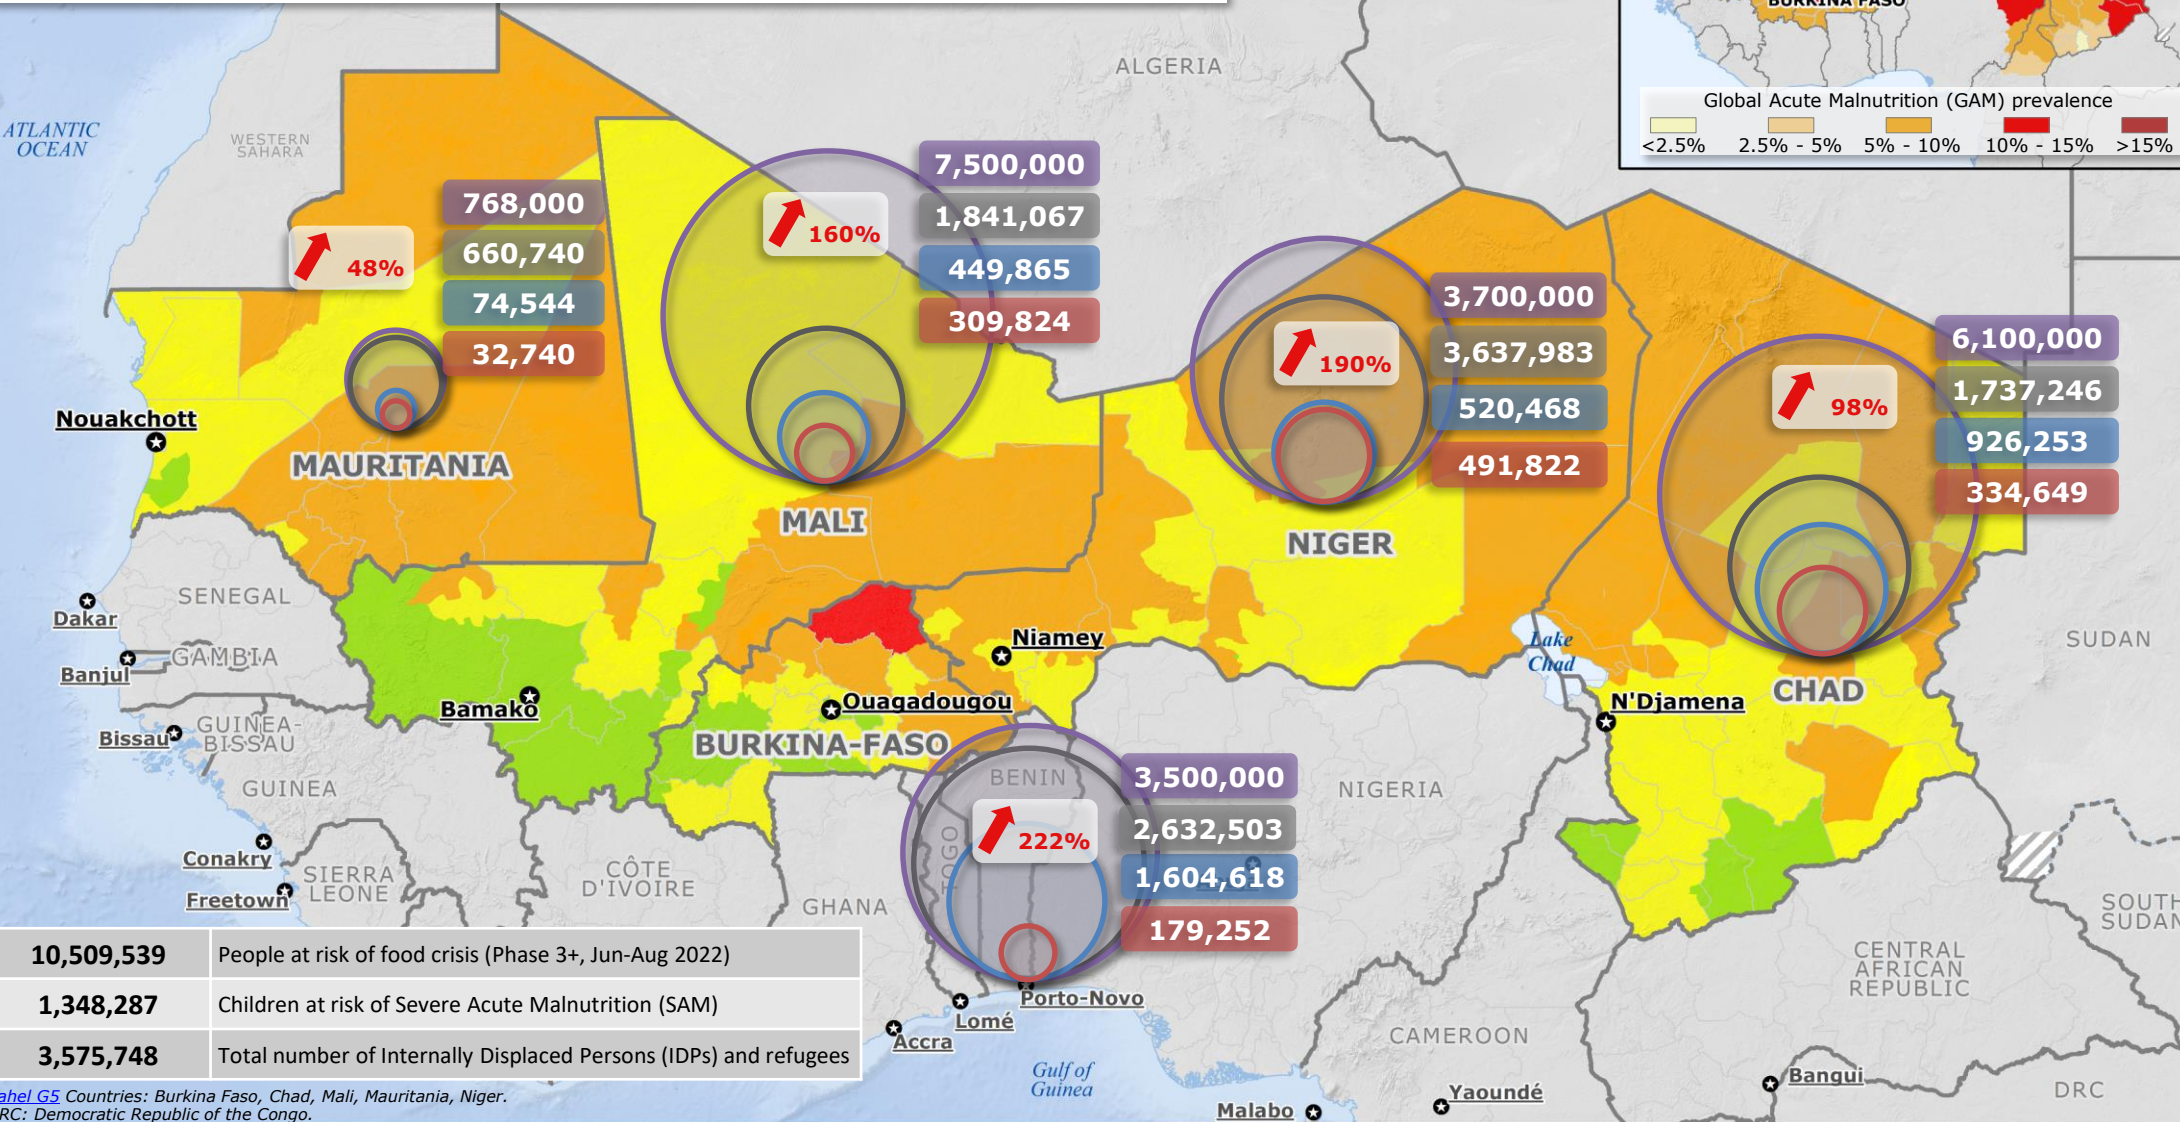 BURKINA FASO
Global Acute Malnutrition (GAM) prevalence
<2.5%
2.5% - 5%
5% - 10%
10% - 15%
>15%
ALGERIA
ATLANTIC
OCEAN
WESTERN
SAHARA
768,000
660,740
74,544
32,740
48%
7,500,000
1,841,067
449,865
309,824
160%
3,700,000
3,637,983
520,468
491,822
190%
6,100,000
1,737,246
926,253
334,649
98%
Nouakchott
MAURITANIA
MALI
NIGER
CHAD
SENEGAL
Dakar
GAMBIA
Banjul
Bamako
Niamey
Ouagadougou
Lake
Chad
N'Djamena
SUDAN
GUINEA-
BISSAU
Bissau
BURKINA-FASO
GUINEA
BENIN
TOGO
3,500,000
2,632,503
1,604,618
179,252
222%
NIGERIA
Conakry
SIERRA
LEONE
Freetown
CÔTE
D'IVOIRE
GHANA
SOUTH
SUDAN
CENTRAL
AFRICAN
REPUBLIC
10,509,539 People at risk of food crisis (Phase 3+, Jun-Aug 2022)
1,348,287 Children at risk of Severe Acute Malnutrition (SAM)
3,575,748 Total number of Internally Displaced Persons (IDPs) and refugees
Porto-Novo
Lomé
Accra
Gulf of
Guinea
CAMEROON
Bangui
Yaoundé
DRC
Malabo
ahel G5 Countries: Burkina Faso, Chad, Mali, Mauritania, Niger.
RC: Democratic Republic of the Congo.